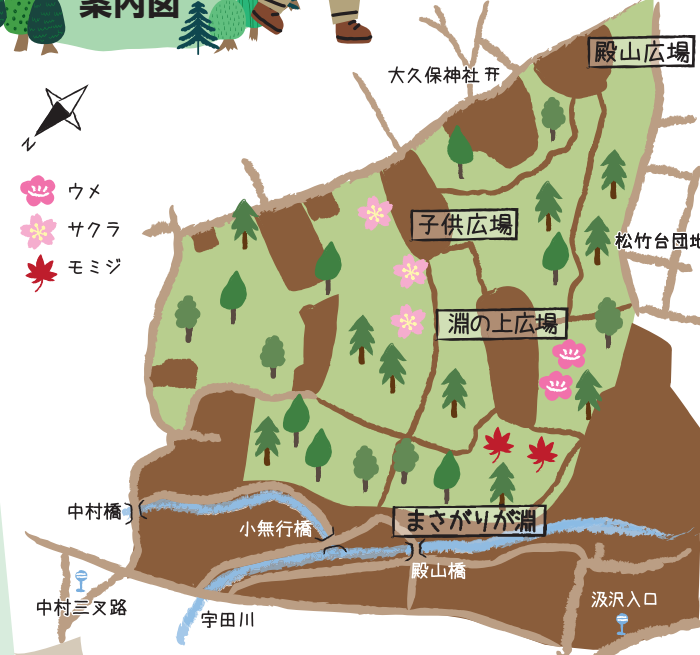 案内図
殿山広場
大久保神社
N
ウメ
サクラ
モミジ
子供広場
松竹台団地
淵の上広場
中村橋
小無行橋
まさかりが淵
殿山橋
中村三叉路
宇田川
汲沢入口